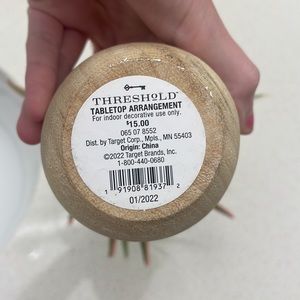 THRESHOLD™
TABLETOP ARRANGEMENT
For indoor decorative use only.
$15.00
065 07 8552
Dist. by Target Corp., Mpls., MN 55403
Origin: China
©2022 Target Brands, Inc.
1-800-440-0680
1 91908 81937 2
01/2022